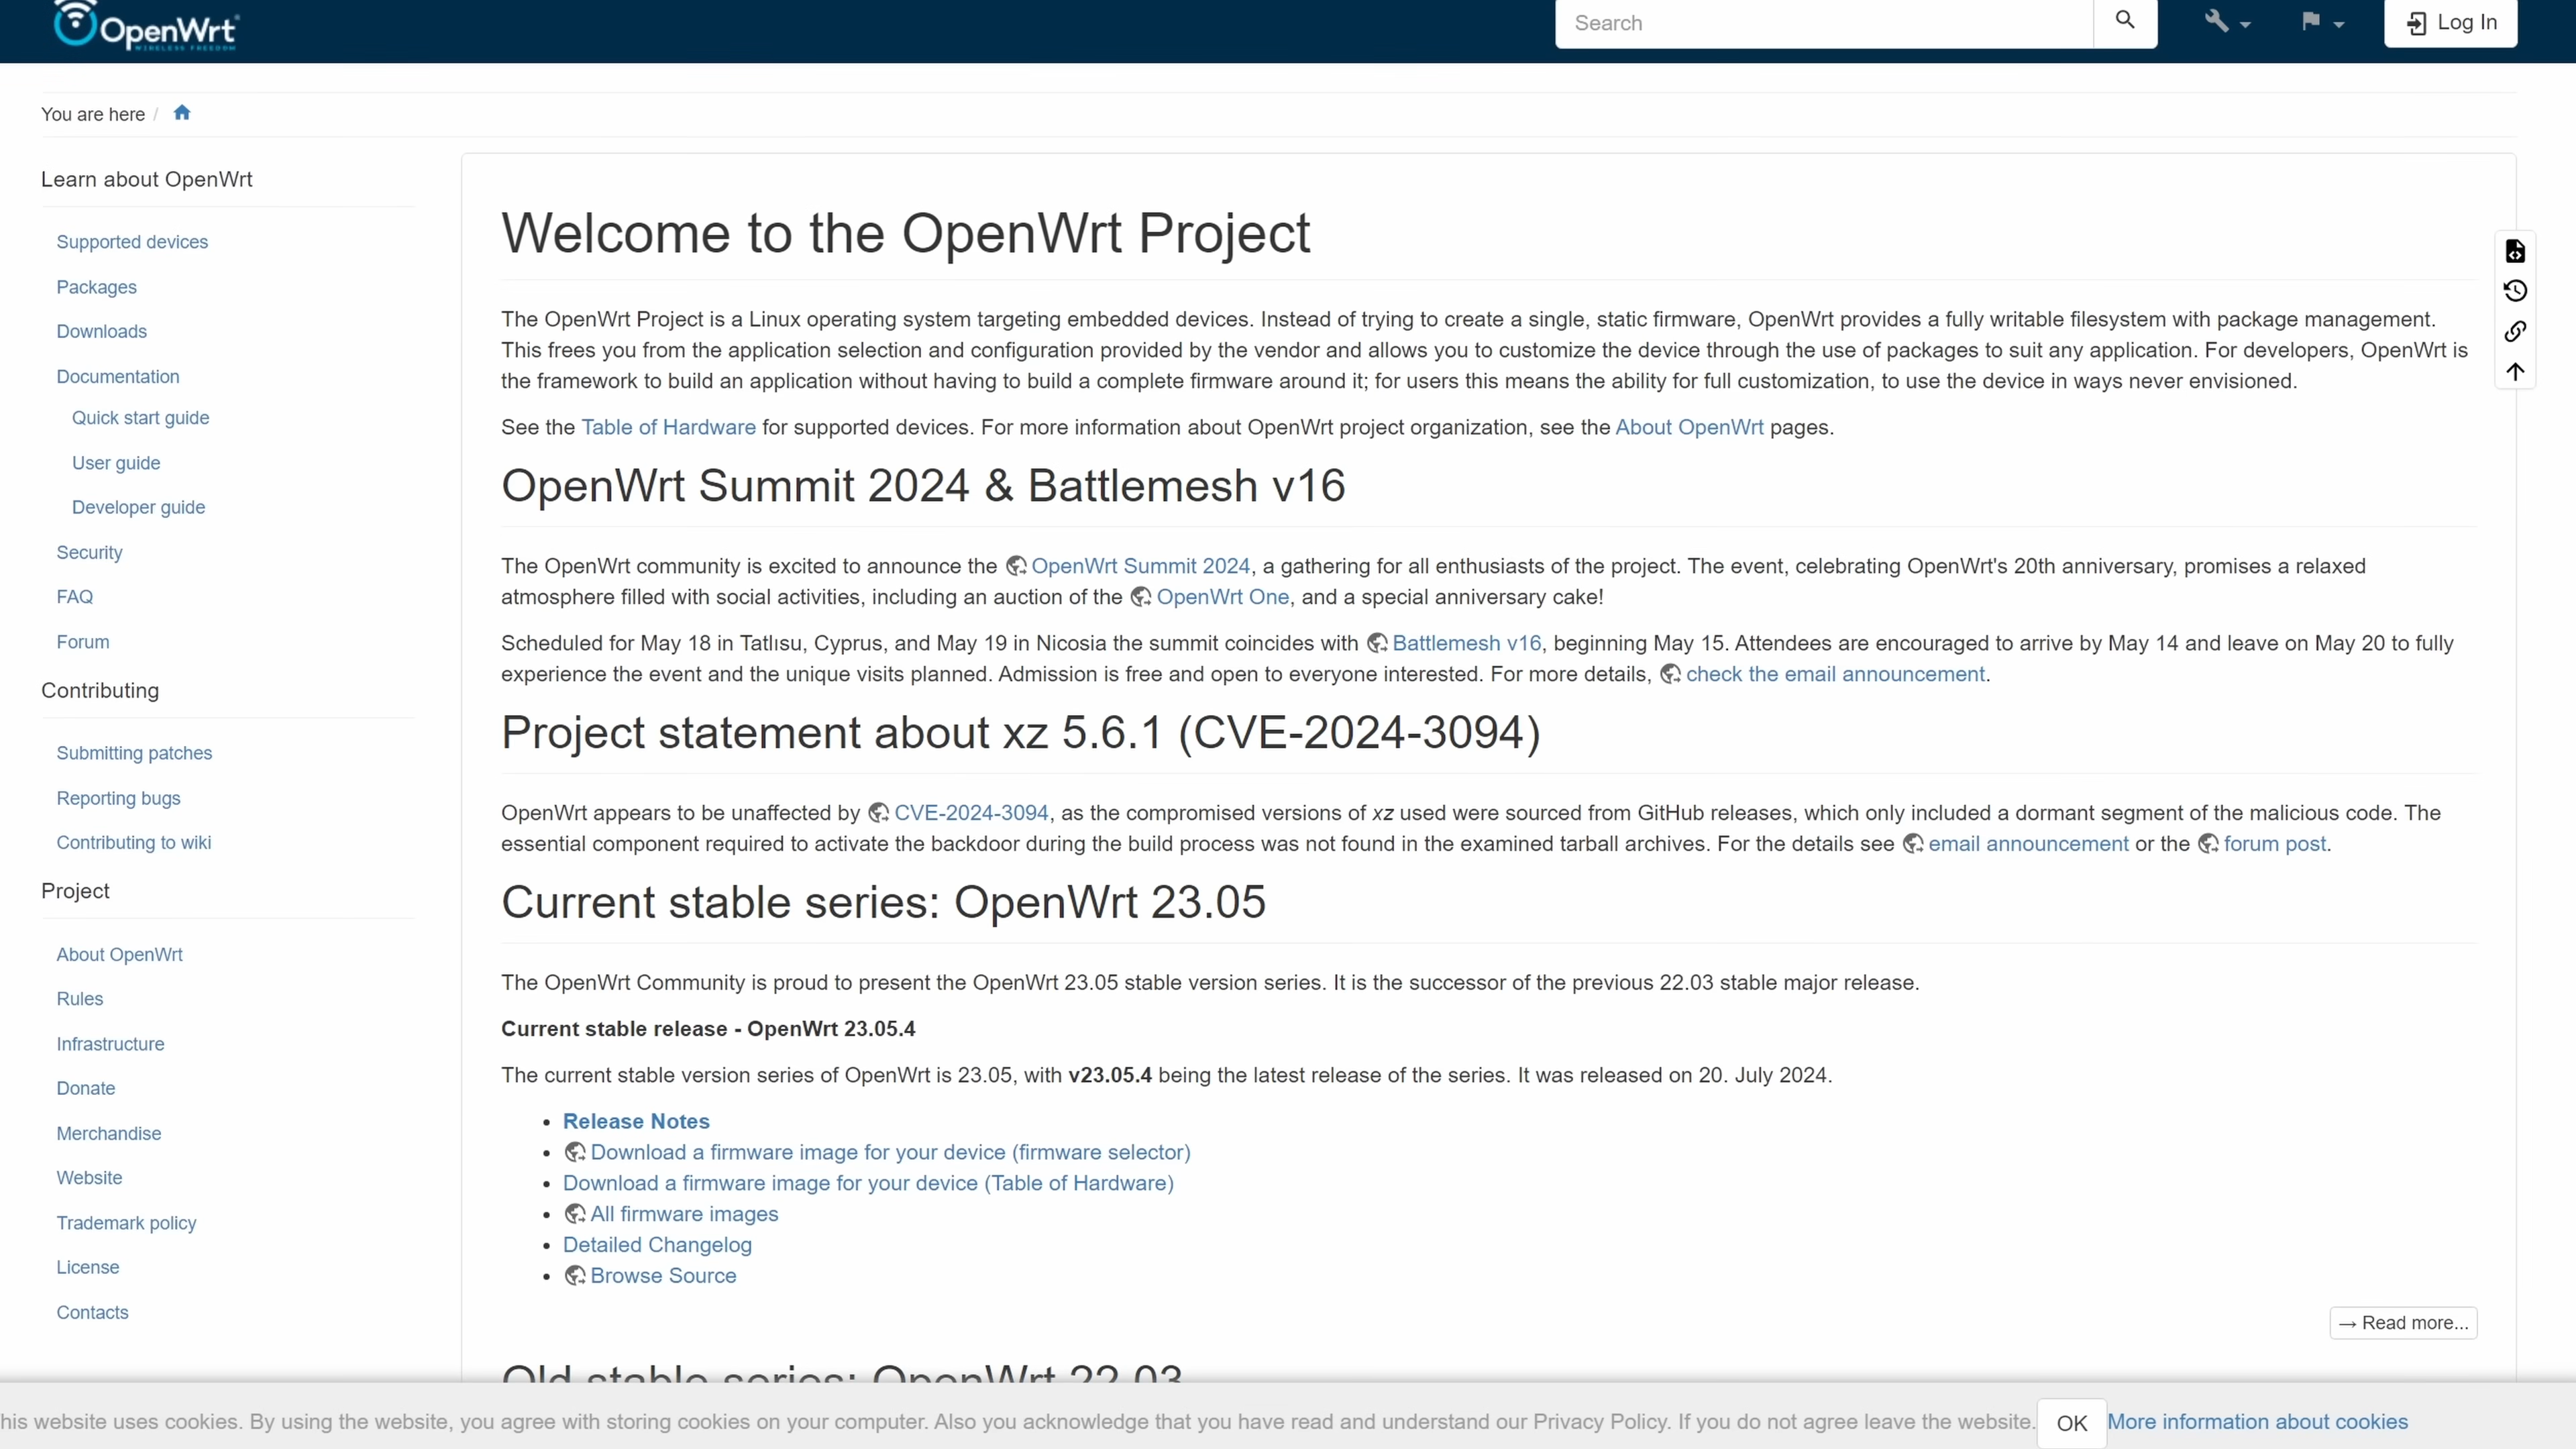 OpenWrt
WIRELESS FREEDOM
Search
Log In
You are here /
Learn about OpenWrt
Supported devices
Packages
Downloads
Documentation
Quick start guide
User guide
Developer guide
Security
FAQ
Forum
Contributing
Submitting patches
Reporting bugs
Contributing to wiki
Project
About OpenWrt
Rules
Infrastructure
Donate
Merchandise
Website
Trademark policy
License
Contacts
Welcome to the OpenWrt Project
The OpenWrt Project is a Linux operating system targeting embedded devices. Instead of trying to create a single, static firmware, OpenWrt provides a fully writable filesystem with package management.
This frees you from the application selection and configuration provided by the vendor and allows you to customize the device through the use of packages to suit any application. For developers, OpenWrt is
the framework to build an application without having to build a complete firmware around it; for users this means the ability for full customization, to use the device in ways never envisioned.
See the Table of Hardware for supported devices. For more information about OpenWrt project organization, see the About OpenWrt pages.
OpenWrt Summit 2024 & Battlemesh v16
The OpenWrt community is excited to announce the OpenWrt Summit 2024, a gathering for all enthusiasts of the project. The event, celebrating OpenWrt's 20th anniversary, promises a relaxed
atmosphere filled with social activities, including an auction of the OpenWrt One, and a special anniversary cake!
Scheduled for May 18 in Tatlısu, Cyprus, and May 19 in Nicosia the summit coincides with Battlemesh v16, beginning May 15. Attendees are encouraged to arrive by May 14 and leave on May 20 to fully
experience the event and the unique visits planned. Admission is free and open to everyone interested. For more details, check the email announcement.
Project statement about xz 5.6.1 (CVE-2024-3094)
OpenWrt appears to be unaffected by CVE-2024-3094, as the compromised versions of xz used were sourced from GitHub releases, which only included a dormant segment of the malicious code. The
essential component required to activate the backdoor during the build process was not found in the examined tarball archives. For the details see email announcement or the forum post.
Current stable series: OpenWrt 23.05
The OpenWrt Community is proud to present the OpenWrt 23.05 stable version series. It is the successor of the previous 22.03 stable major release.
Current stable release - OpenWrt 23.05.4
The current stable version series of OpenWrt is 23.05, with v23.05.4 being the latest release of the series. It was released on 20. July 2024.
• Release Notes
• Download a firmware image for your device (firmware selector)
• Download a firmware image for your device (Table of Hardware)
• All firmware images
• Detailed Changelog
• Browse Source
→ Read more...
Old stable series: OpenWrt 22.03
his website uses cookies. By using the website, you agree with storing cookies on your computer. Also you acknowledge that you have read and understand our Privacy Policy. If you do not agree leave the website. OK More information about cookies